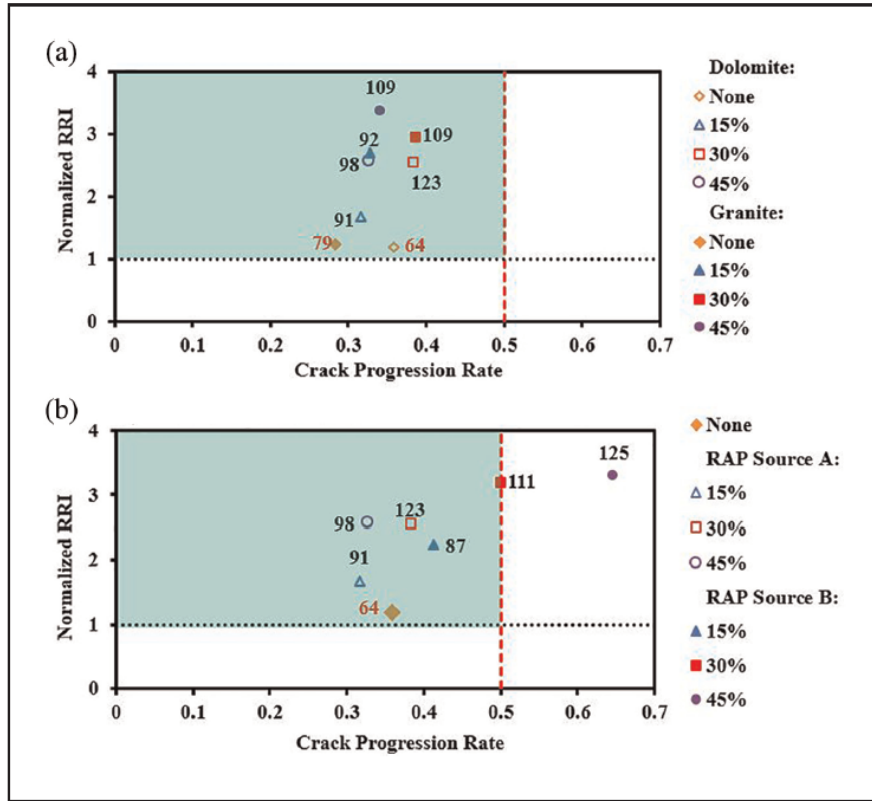 (a)
4
3
2
1
0
Normalized RRI
109
92
109
98
123
91
79
64
0 0.1 0.2 0.3 0.4 0.5 0.6 0.7
Crack Progression Rate
Dolomite:
None
15%
30%
45%
Granite:
None
15%
30%
45%
(b)
4
3
2
1
0
Normalized RRI
125
111
123
98
87
91
64
0 0.1 0.2 0.3 0.4 0.5 0.6 0.7
Crack Progression Rate
None
RAP Source A:
15%
30%
45%
RAP Source B:
15%
30%
45%